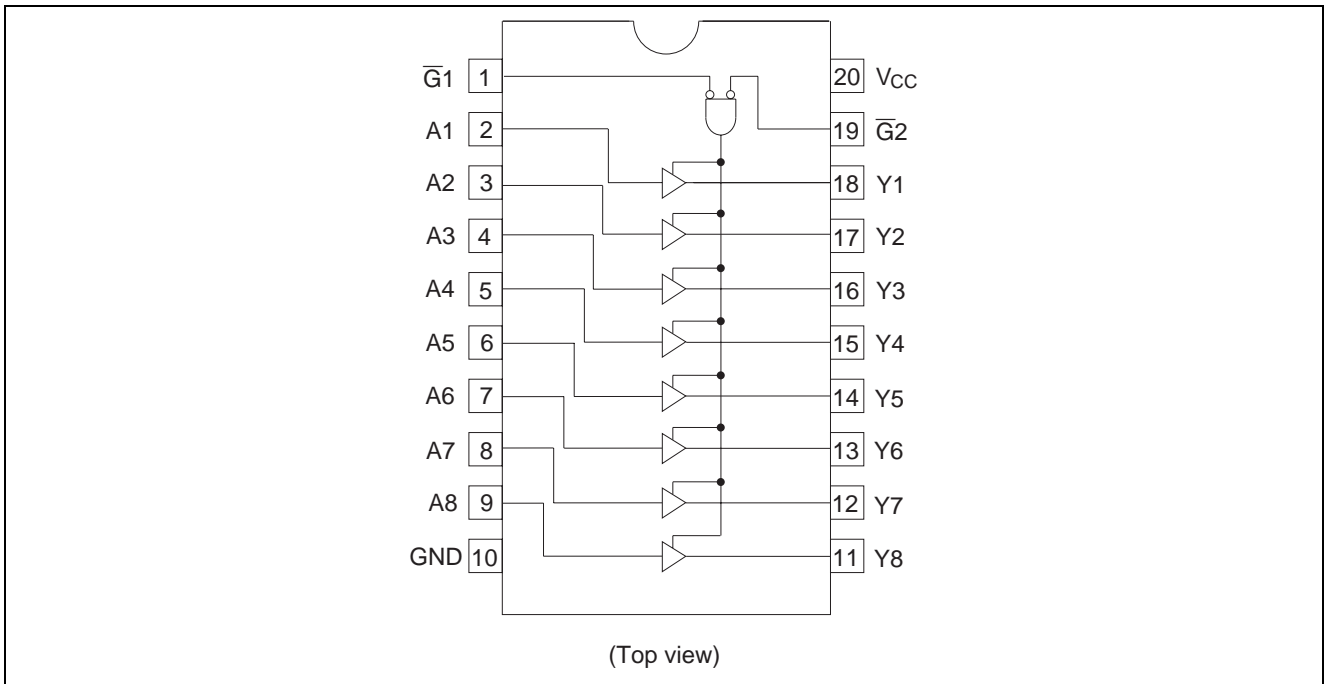 G̅1 1 20 VCC
A1 2 19 G̅2
A2 3 18 Y1
A3 4 17 Y2
A4 5 16 Y3
A5 6 15 Y4
A6 7 14 Y5
A7 8 13 Y6
A8 9 12 Y7
GND 10 11 Y8
(Top view)